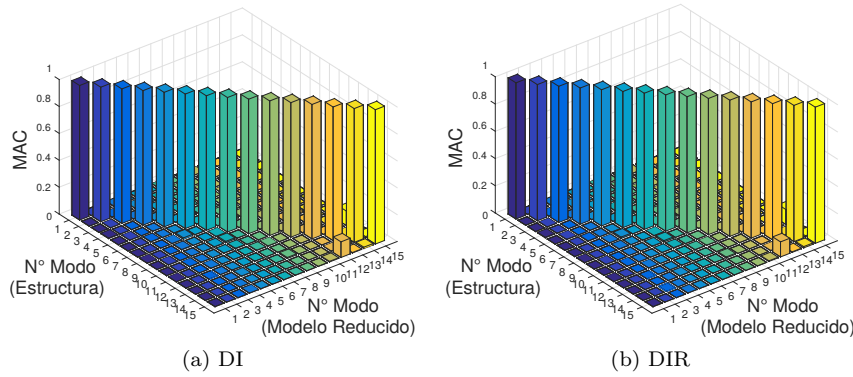 1
0.8
0.6
0.4
0.2
0
MAC
1 2 3 4 5 6 7 8 9 10 11 12 13 14 15
N° Modo
(Estructura)
1 2 3 4 5 6 7 8 9 10 11 12 13 14 15
N° Modo
(Modelo Reducido)
(a) DI
1
0.8
0.6
0.4
0.2
0
MAC
1 2 3 4 5 6 7 8 9 10 11 12 13 14 15
N° Modo
(Estructura)
1 2 3 4 5 6 7 8 9 10 11 12 13 14 15
N° Modo
(Modelo Reducido)
(b) DIR